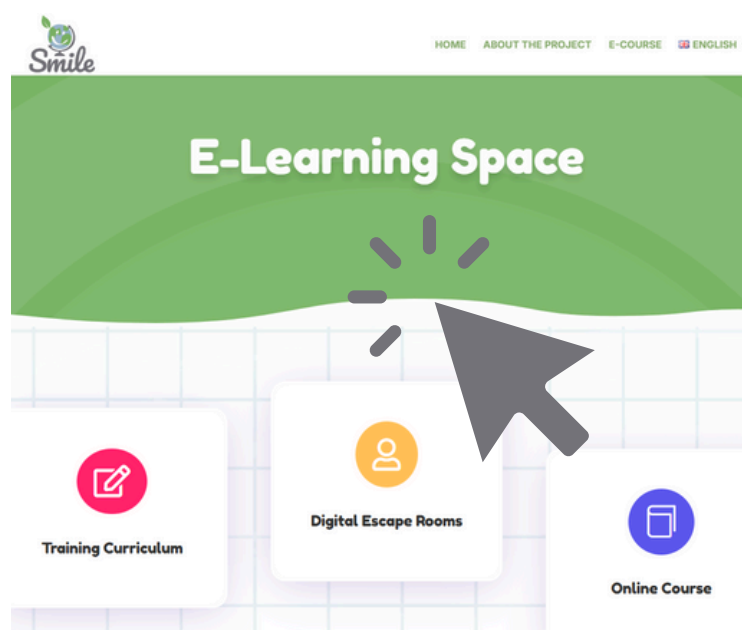 Smile
HOME ABOUT THE PROJECT E-COURSE ENGLISH
E-Learning Space
Training Curriculum
Digital Escape Rooms
Online Course